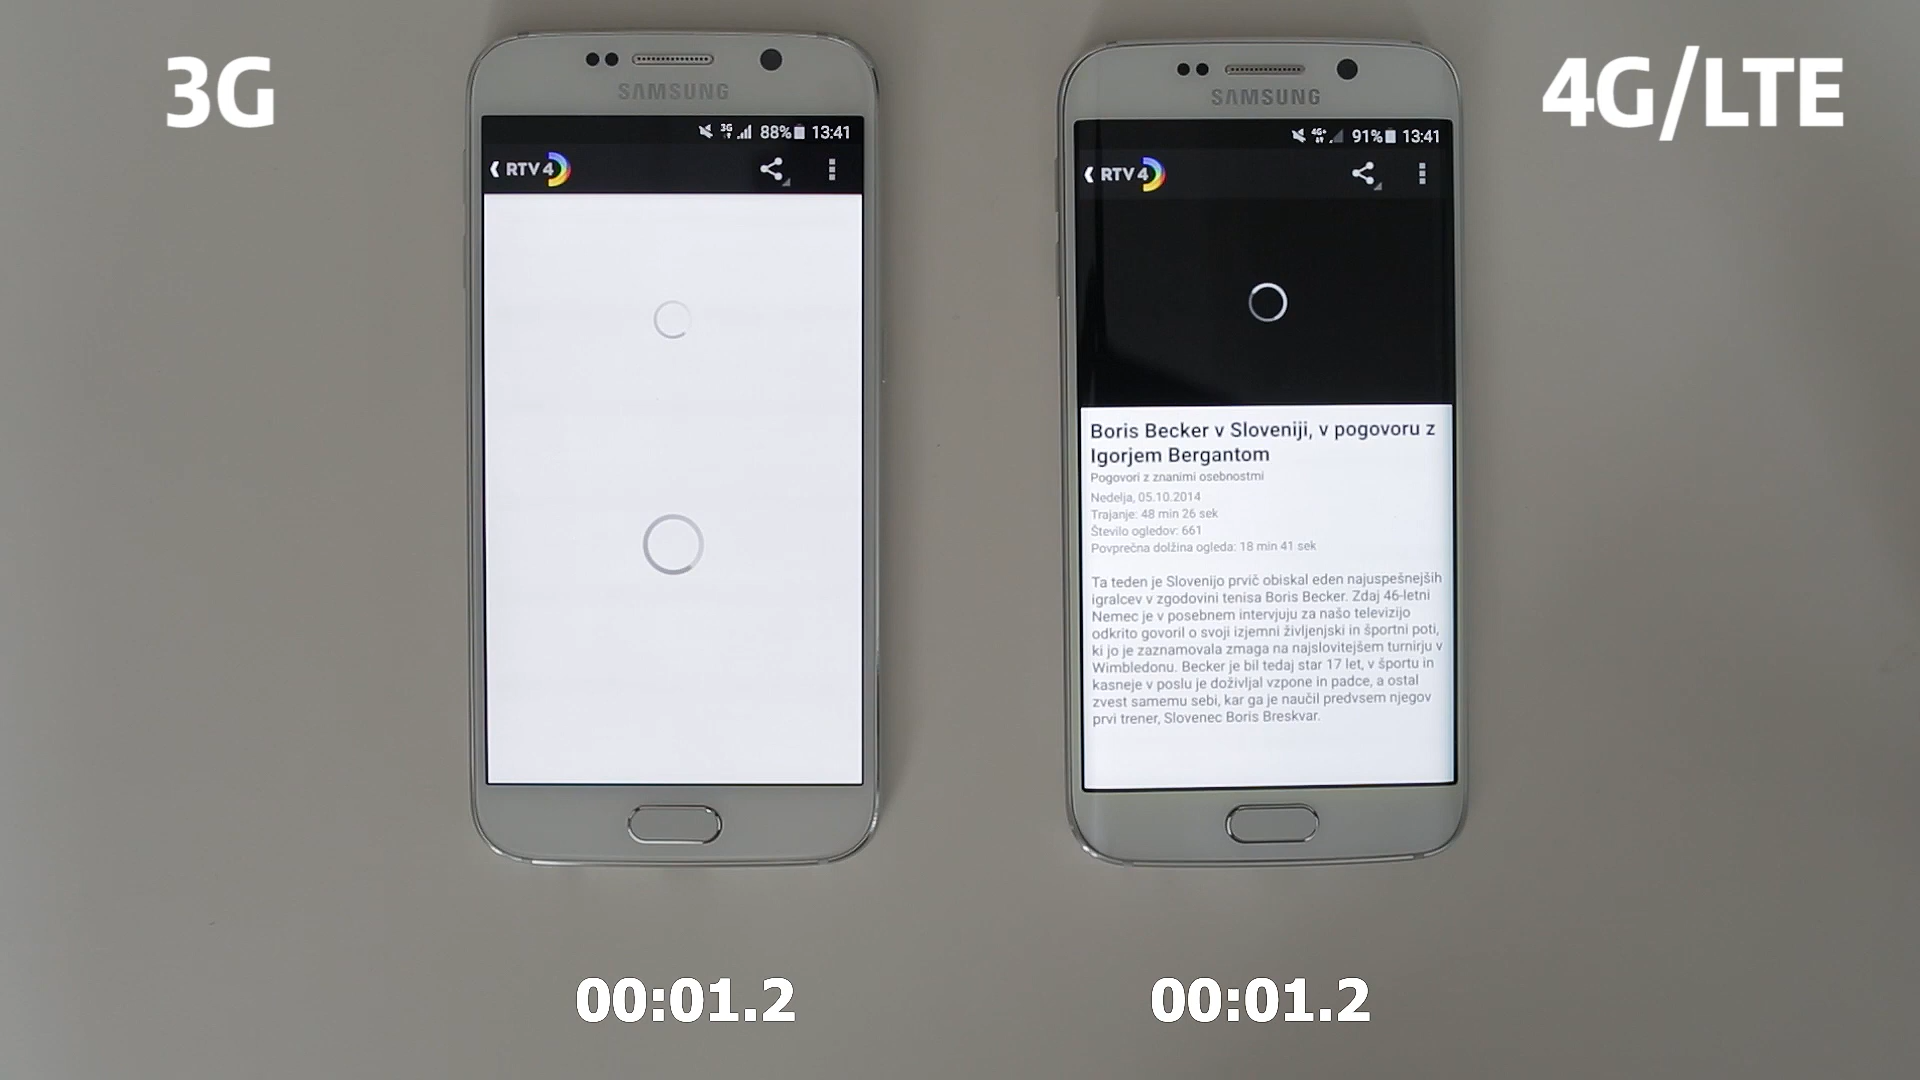 3G
4G/LTE
SAMSUNG
3G 88% 13:41
RTV 4
SAMSUNG
4G+ 91% 13:41
RTV 4
Boris Becker v Sloveniji, v pogovoru z
Igorjem Bergantom
Pogovori z znanimi osebnostmi
Nedelja, 05.10.2014
Trajanje: 48 min 26 sek
Število ogledov: 661
Povprečna dolžina ogleda: 18 min 41 sek
Ta teden je Slovenijo prvič obiskal eden najuspešnejših
igralcev v zgodovini tenisa Boris Becker. Zdaj 46-letni
Nemec je v posebnem intervjuju za našo televizijo
odkrito govoril o svoji izjemni življenjski in športni poti,
ki jo je zaznamovala zmaga na najslovitejšem turnirju v
Wimbledonu. Becker je bil tedaj star 17 let, v športu in
kasneje v poslu je doživljal vzpone in padce, a ostal
zvest samemu sebi, kar ga je naučil predvsem njegov
prvi trener, Slovenec Boris Breskvar.
00:01.2
00:01.2